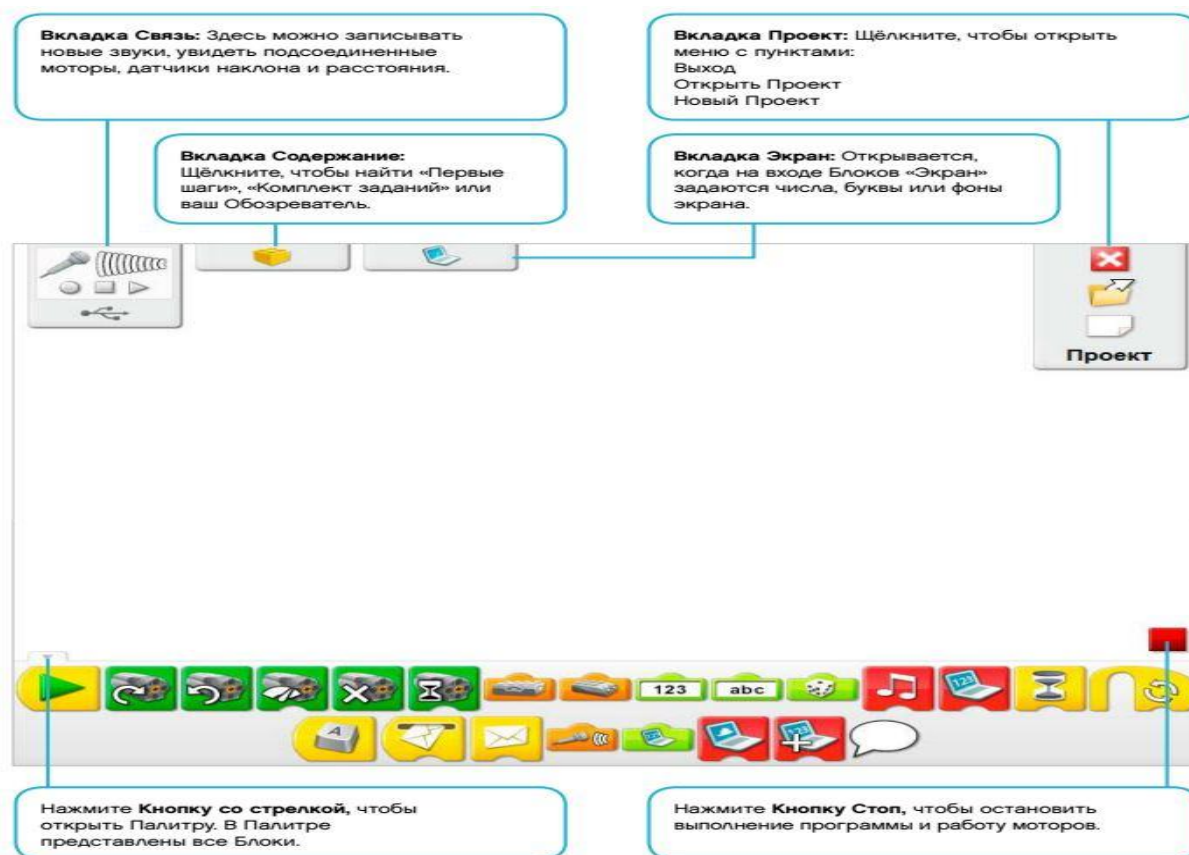 Вкладка Связь: Здесь можно записывать
новые звуки, увидеть подсоединенные
моторы, датчики наклона и расстояния.
Вкладка Проект: Щёлкните, чтобы открыть
меню с пунктами:
Выход
Открыть Проект
Новый Проект
Вкладка Содержание:
Щёлкните, чтобы найти «Первые
шаги», «Комплект заданий» или
ваш Обозреватель.
Вкладка Экран: Открывается,
когда на входе Блоков «Экран»
задаются числа, буквы или фоны
экрана.
Проект
123
abc
123
A
123
Нажмите Кнопку со стрелкой, чтобы
открыть Палитру. В Палитре
представлены все Блоки.
Нажмите Кнопку Стоп, чтобы остановить
выполнение программы и работу моторов.